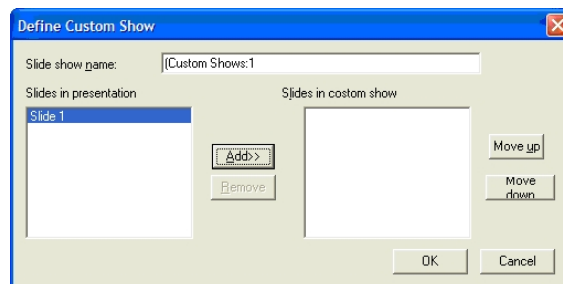 Define Custom Show
Slide show name:
(Custom Shows:1
Slides in presentation
Slides in costom show
Slide 1
Add>>
Remove
Move up
Move
down
OK
Cancel